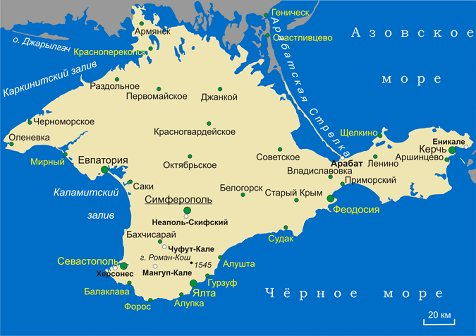 Геническ
Армянск
Счастливцево
Азовское
море
о. Джарылгач
Красноперекопск
Арабатская Стрелка
Каркинитский залив
Раздольное
Первомайское
Джанкой
Черноморское
Красногвардейское
Щелкино
Еникале
Керчь
Оленевка
Мирный
Евпатория
Октябрьское
Советское
Арабат
Ленино
Аршинцево
Владиславовка
Приморский
Каламитский
залив
Саки
Белогорск
Старый Крым
Симферополь
Неаполь-Скифский
Феодосия
Бахчисарай
Чуфут-Кале
Судак
г. Роман-Кош
1545
Севастополь
Херсонес
Мангуп-Кале
Алушта
Балаклава
Гурзуф
Ялта
Форос
Алупка
Чёрное море
20 км